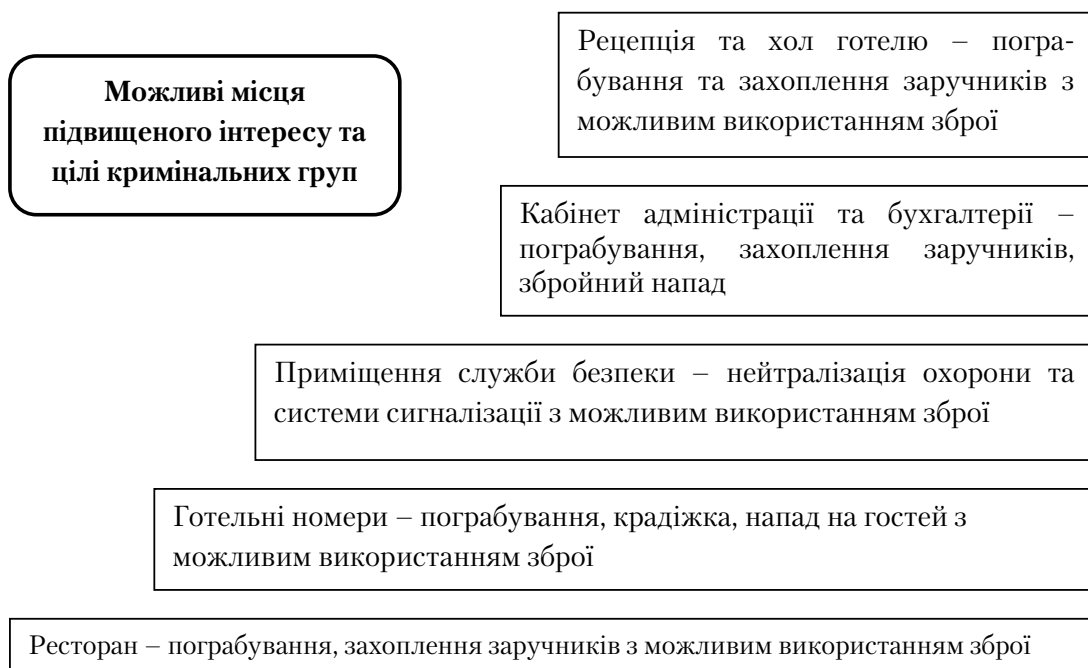 Можливі місця
підвищеного інтересу та
цілі кримінальних груп
Рецепція та хол готелю – погра-
бування та захоплення заручників з
можливим використанням зброї
Кабінет адміністрації та бухгалтерії –
пограбування, захоплення заручників,
збройний напад
Приміщення служби безпеки – нейтралізація охорони та
системи сигналізації з можливим використанням зброї
Готельні номери – пограбування, крадіжка, напад на гостей з
можливим використанням зброї
Ресторан – пограбування, захоплення заручників з можливим використанням зброї